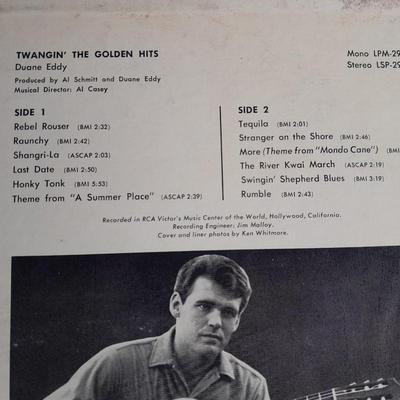 TWANGIN' THE GOLDEN HITS
Duane Eddy
Produced by Al Schmitt and Duane Eddy
Musical Director: Al Casey
Mono LPM-29
Stereo LSP-29
SIDE 1
Rebel Rouser (BMI 2:32)
Raunchy (BMI 2:42)
Shangri-La (ASCAP 2:03)
Last Date (BMI 2:50)
Honky Tonk (BMI 5:53)
Theme from "A Summer Place" (ASCAP 2:39)
SIDE 2
Tequila (BMI 2:01)
Stranger on the Shore (BMI 2:46)
More (Theme from "Mondo Cane") (BM
The River Kwai March (ASCAP 2:19)
Swingin' Shepherd Blues (BMI 3:19)
Rumble (BMI 2:43)
Recorded in RCA Victor's Music Center of the World, Hollywood, California.
Recording Engineer: Jim Malloy.
Cover and liner photos by Ken Whitmore.